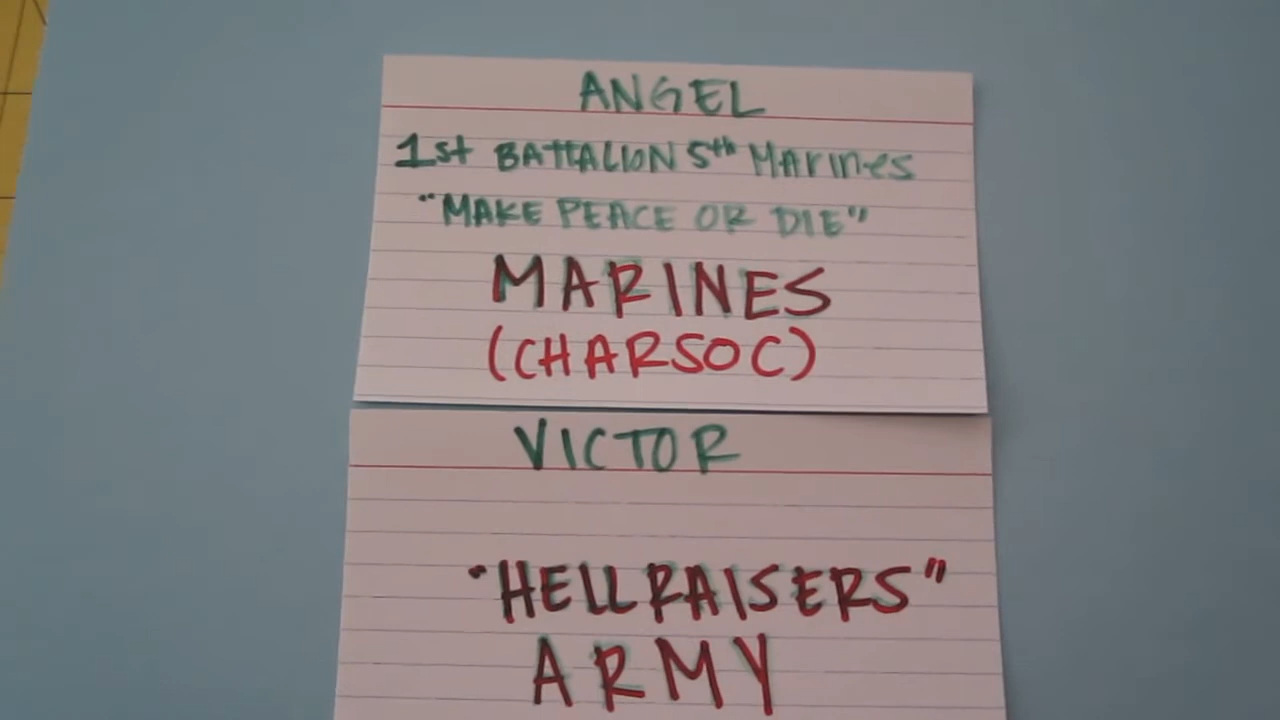 ANGEL
1st BATTALION 5th Marines
"MAKE PEACE OR DIE"
MARINES
(CHARSOC)
VICTOR
"HELLRAISERS"
ARMY